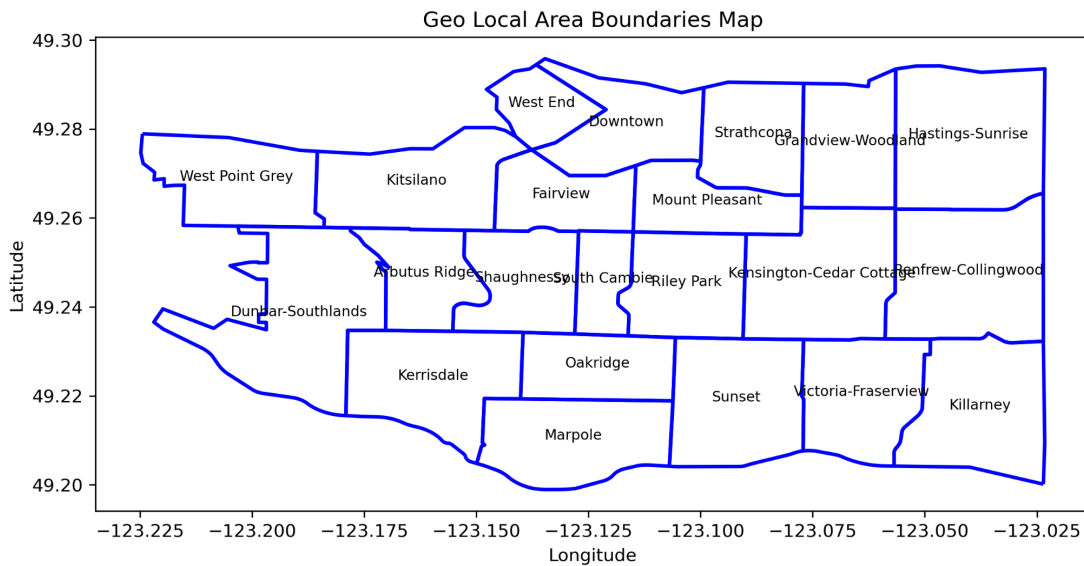 Geo Local Area Boundaries Map
49.30
49.28
49.26
49.24
49.22
49.20
Latitude
West End
Downtown
Strathcona
Grandview-Woodland
Hastings-Sunrise
West Point Grey
Kitsilano
Fairview
Mount Pleasant
Arbutus Ridge
Shaughnessy
South Cambie
Riley Park
Kensington-Cedar Cottage
Renfrew-Collingwood
Dunbar-Southlands
Kerrisdale
Oakridge
Sunset
Victoria-Fraserview
Killarney
Marpole
−123.225 −123.200 −123.175 −123.150 −123.125 −123.100 −123.075 −123.050 −123.025
Longitude